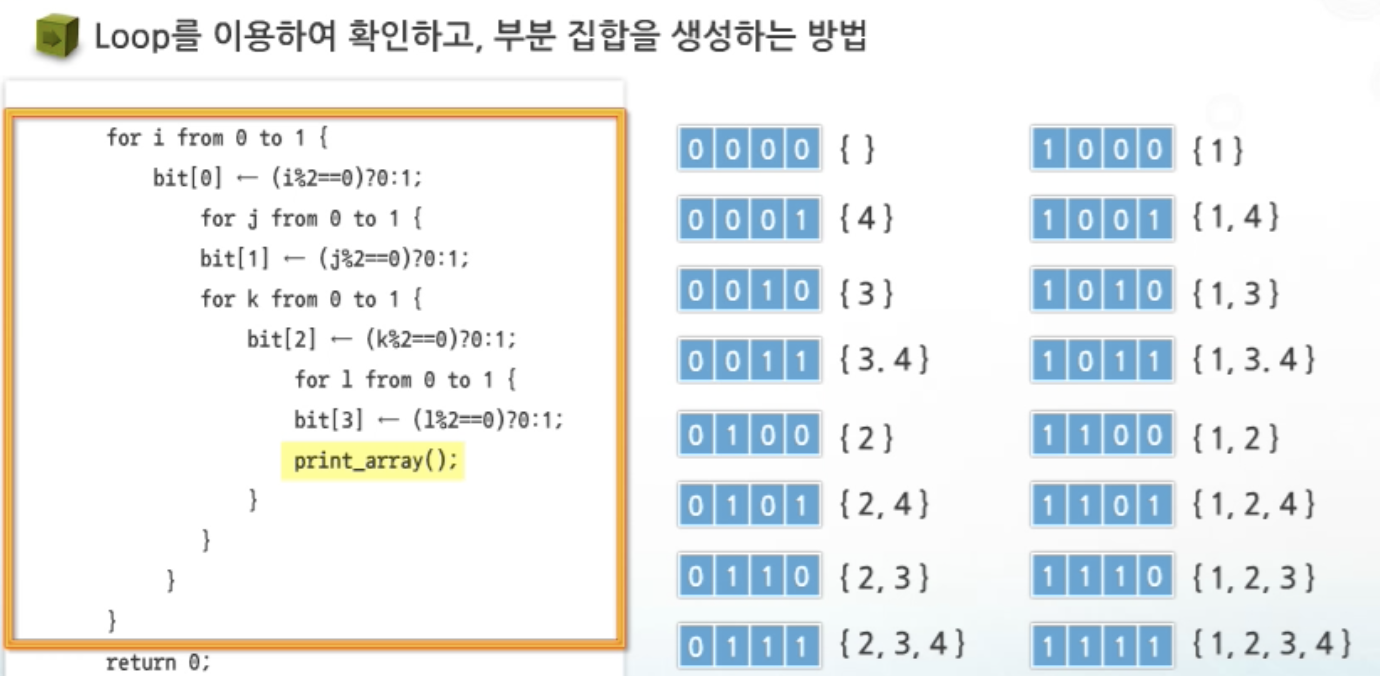 Loop를 이용하여 확인하고, 부분 집합을 생성하는 방법
for i from 0 to 1 {
bit[0] ← (i%2==0)?0:1;
for j from 0 to 1 {
bit[1] ← (j%2==0)?0:1;
for k from 0 to 1 {
bit[2] ← (k%2==0)?0:1;
for l from 0 to 1 {
bit[3] ← (l%2==0)?0:1;
print_array();
}
}
}
}
return 0;
0 0 0 0 { }
0 0 0 1 { 4 }
0 0 1 0 { 3 }
0 0 1 1 { 3. 4 }
0 1 0 0 { 2 }
0 1 0 1 { 2, 4 }
0 1 1 0 { 2, 3 }
0 1 1 1 { 2, 3, 4 }
1 0 0 0 { 1 }
1 0 0 1 { 1, 4 }
1 0 1 0 { 1, 3 }
1 0 1 1 { 1, 3. 4 }
1 1 0 0 { 1, 2 }
1 1 0 1 { 1, 2, 4 }
1 1 1 0 { 1, 2, 3 }
1 1 1 1 { 1, 2, 3, 4 }